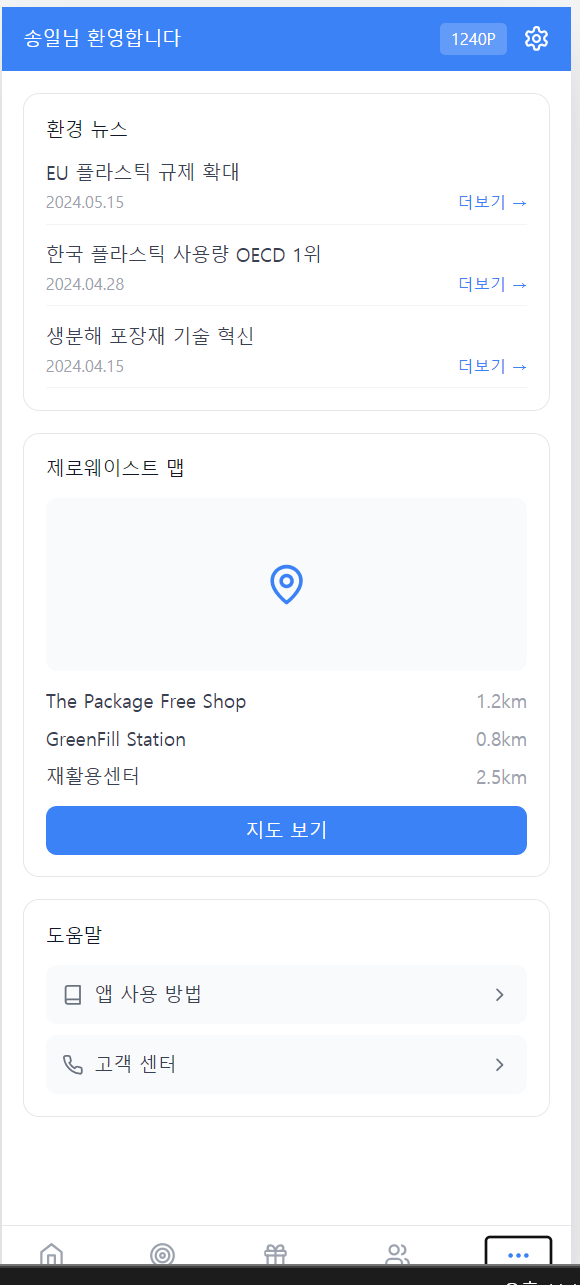 송일님 환영합니다 1240P
환경 뉴스
EU 플라스틱 규제 확대
2024.05.15 더보기 →
한국 플라스틱 사용량 OECD 1위
2024.04.28 더보기 →
생분해 포장재 기술 혁신
2024.04.15 더보기 →
제로웨이스트 맵
The Package Free Shop 1.2km
GreenFill Station 0.8km
재활용센터 2.5km
지도 보기
도움말
앱 사용 방법
고객 센터